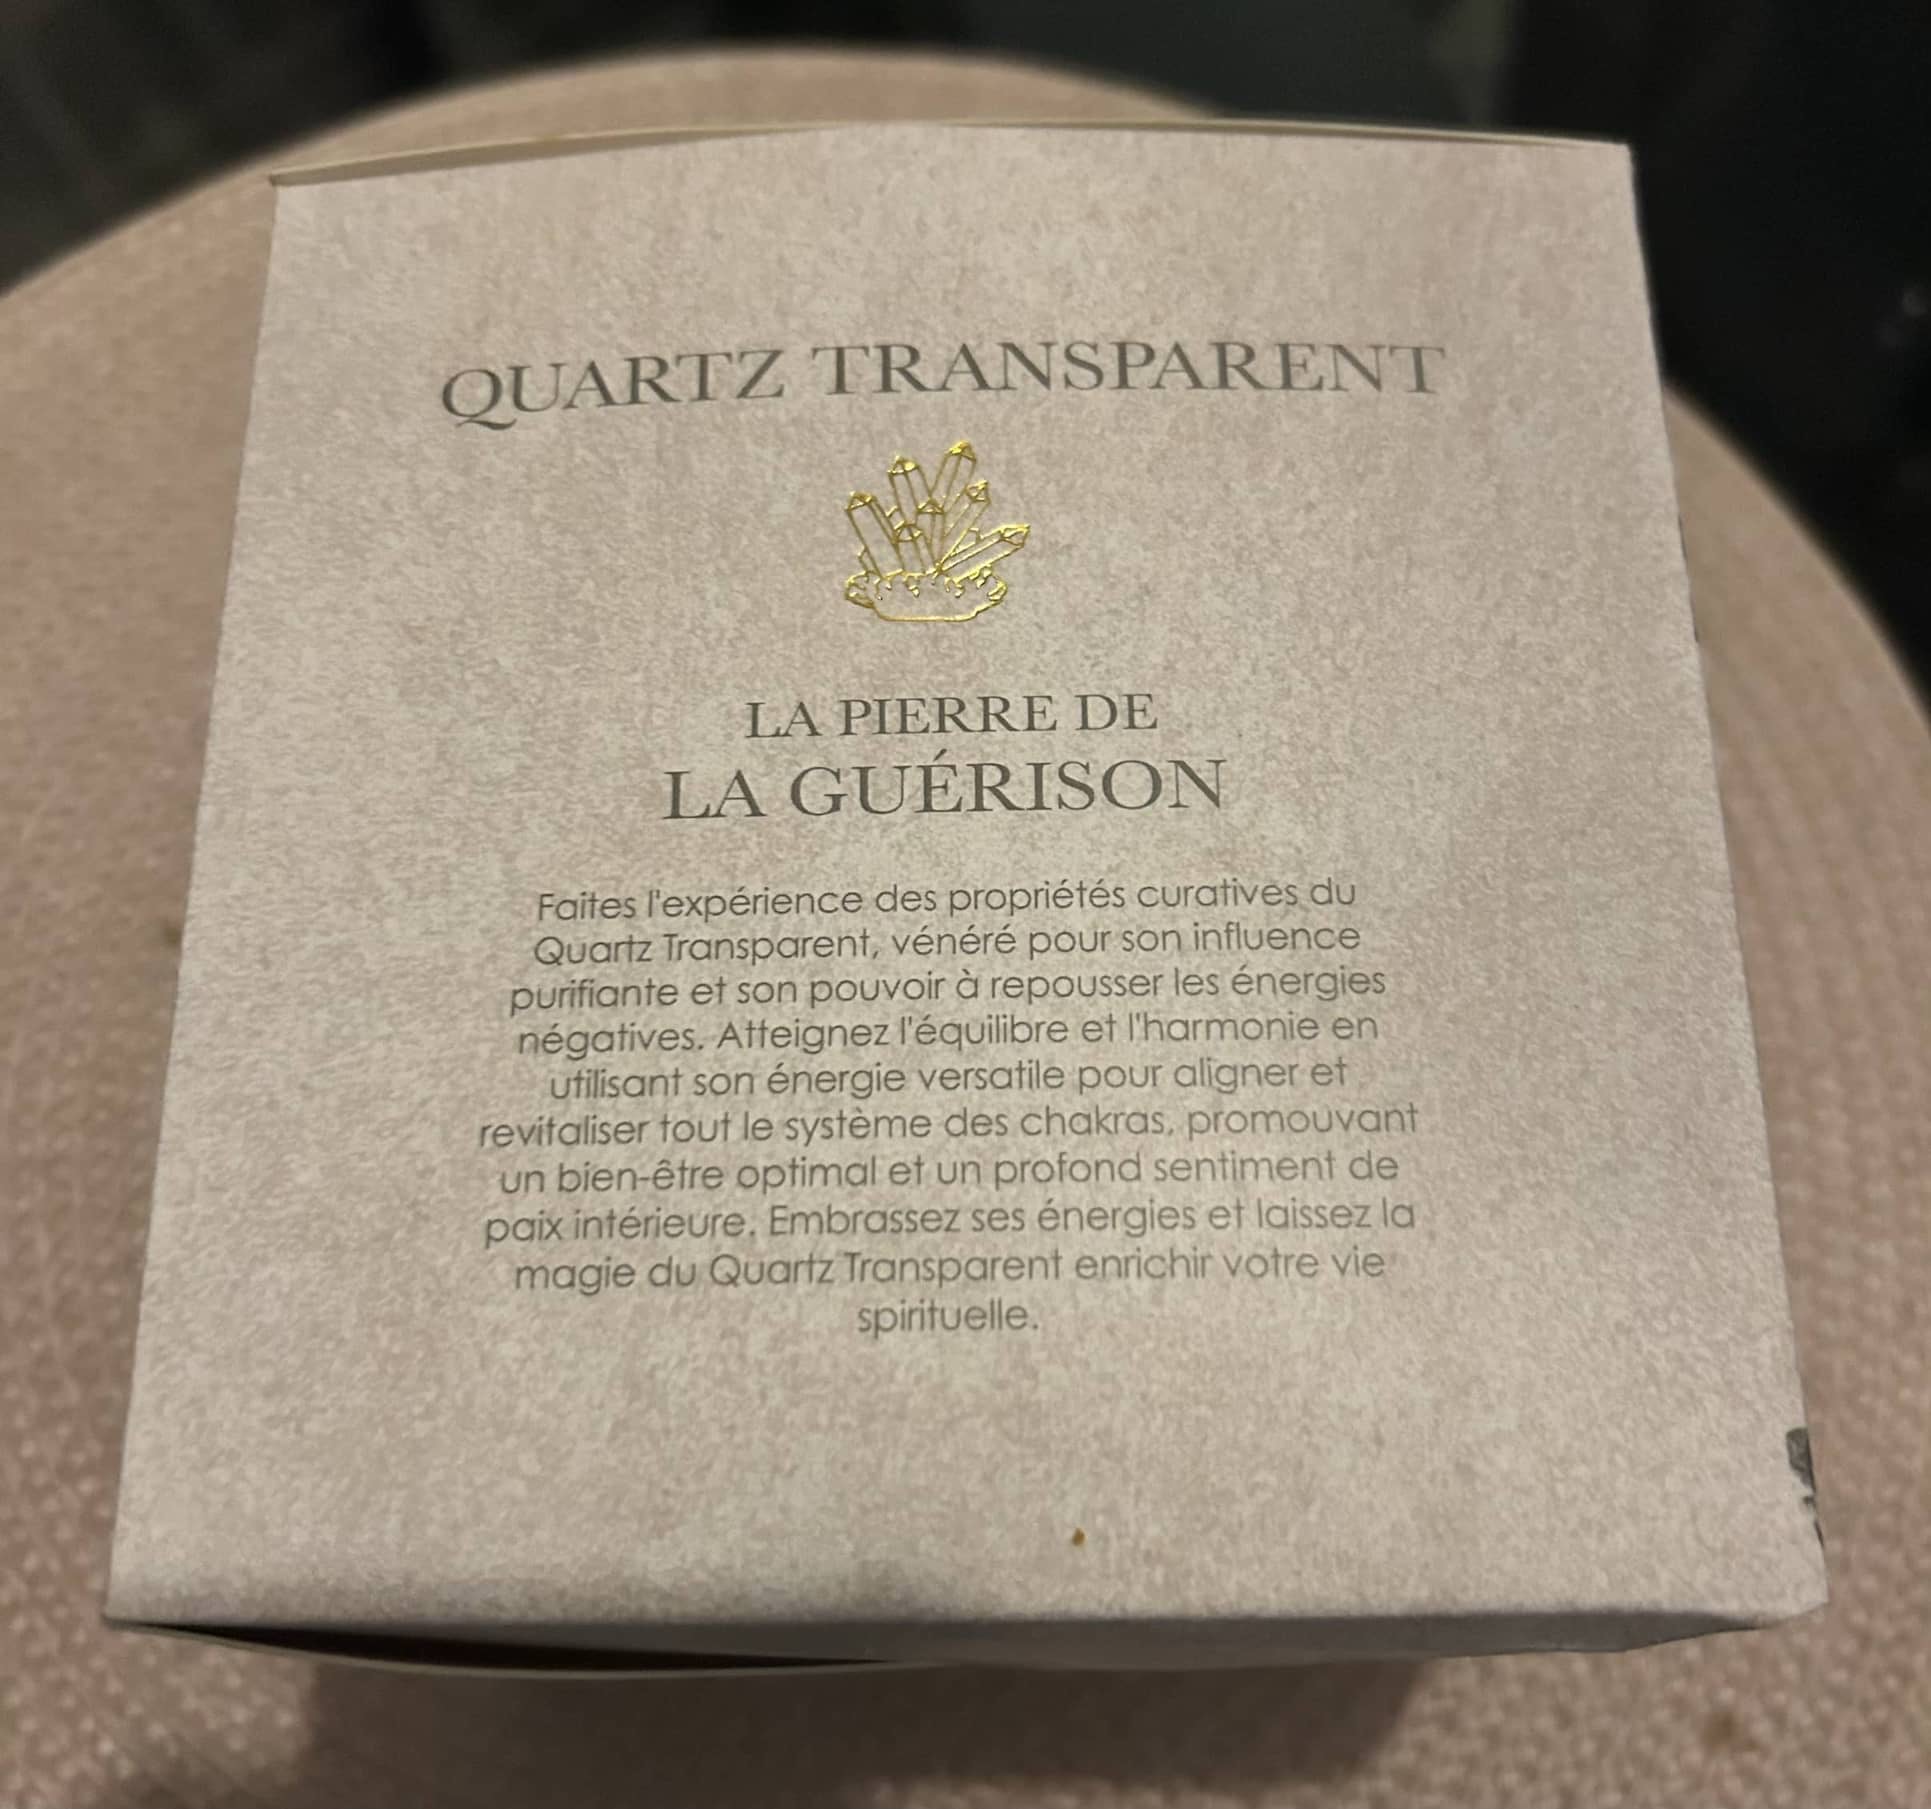 QUARTZ TRANSPARENT
LA PIERRE DE
LA GUÉRISON
Faites l'expérience des propriétés curatives du
Quartz Transparent, vénéré pour son influence
purifiante et son pouvoir à repousser les énergies
négatives. Atteignez l'équilibre et l'harmonie en
utilisant son énergie versatile pour aligner et
revitaliser tout le système des chakras, promouvant
un bien-être optimal et un profond sentiment de
paix intérieure. Embrassez ses énergies et laissez la
magie du Quartz Transparent enrichir votre vie
spirituelle.